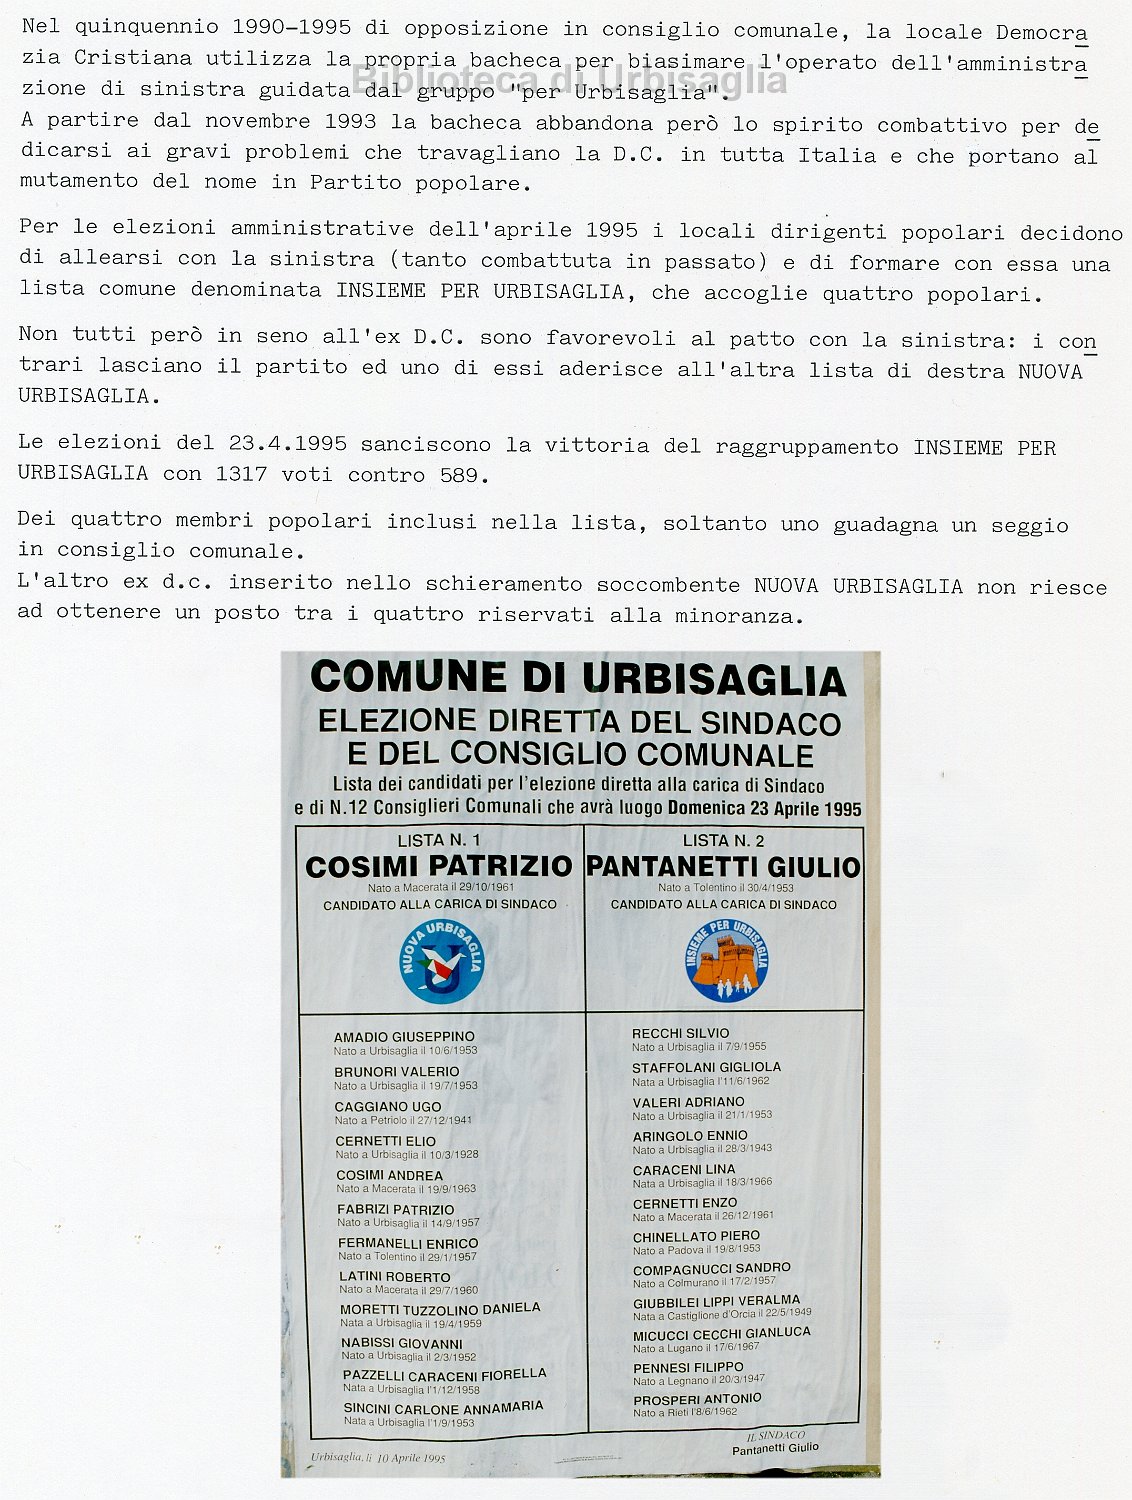 Nel quinquennio 1990-1995 di opposizione in consiglio comunale, la locale Democra
zia Cristiana utilizza la propria bacheca per biasimare l'operato dell'amministra
Biblioteca di Urbisaglia
zione di sinistra guidata dal gruppo "per Urbisaglia".
A partire dal novembre 1993 la bacheca abbandona però lo spirito combattivo per de
dicarsi ai gravi problemi che travagliano la D.C. in tutta Italia e che portano al
mutamento del nome in Partito popolare.
Per le elezioni amministrative dell'aprile 1995 i locali dirigenti popolari decidono
di allearsi con la sinistra (tanto combattuta in passato) e di formare con essa una
lista comune denominata INSIEME PER URBISAGLIA, che accoglie quattro popolari.
Non tutti però in seno all'ex D.C. sono favorevoli al patto con la sinistra: i con
trari lasciano il partito ed uno di essi aderisce all'altra lista di destra NUOVA
URBISAGLIA.
Le elezioni del 23.4.1995 sanciscono la vittoria del raggruppamento INSIEME PER
URBISAGLIA con 1317 voti contro 589.
Dei quattro membri popolari inclusi nella lista, soltanto uno guadagna un seggio
in consiglio comunale.
L'altro ex d.c. inserito nello schieramento soccombente NUOVA URBISAGLIA non riesce
ad ottenere un posto tra i quattro riservati alla minoranza.
COMUNE DI URBISAGLIA
ELEZIONE DIRETTA DEL SINDACO
E DEL CONSIGLIO COMUNALE
Lista dei candidati per l'elezione diretta alla carica di Sindaco
e di N.12 Consiglieri Comunali che avrà luogo Domenica 23 Aprile 1995
LISTA N. 1
COSIMI PATRIZIO
Nato a Macerata il 29/10/1961
CANDIDATO ALLA CARICA DI SINDACO
NUOVA URBISAGLIA
U
AMADIO GIUSEPPINO
Nato a Urbisaglia il 10/6/1953
BRUNORI VALERIO
Nato a Urbisaglia il 19/7/1953
CAGGIANO UGO
Nato a Petriolo il 27/12/1941
CERNETTI ELIO
Nato a Urbisaglia il 10/3/1928
COSIMI ANDREA
Nato a Macerata il 19/9/1963
FABRIZI PATRIZIO
Nato a Urbisaglia il 14/9/1957
FERMANELLI ENRICO
Nato a Tolentino il 29/1/1957
LATINI ROBERTO
Nato a Macerata il 29/7/1960
MORETTI TUZZOLINO DANIELA
Nata a Urbisaglia il 19/4/1959
NABISSI GIOVANNI
Nato a Urbisaglia il 2/3/1952
PAZZELLI CARACENI FIORELLA
Nata a Urbisaglia l'1/12/1958
SINCINI CARLONE ANNAMARIA
Nata a Urbisaglia l'1/9/1953
LISTA N. 2
PANTANETTI GIULIO
Nato a Tolentino il 30/4/1953
CANDIDATO ALLA CARICA DI SINDACO
INSIEME PER URBISAGLIA
RECCHI SILVIO
Nato a Urbisaglia il 7/9/1955
STAFFOLANI GIGLIOLA
Nata a Urbisaglia l'11/6/1962
VALERI ADRIANO
Nato a Urbisaglia il 21/1/1953
ARINGOLO ENNIO
Nato a Urbisaglia il 28/3/1943
CARACENI LINA
Nata a Urbisaglia il 18/3/1966
CERNETTI ENZO
Nato a Macerata il 26/12/1961
CHINELLATO PIERO
Nato a Padova il 19/8/1953
COMPAGNUCCI SANDRO
Nato a Colmurano il 17/2/1957
GIUBBILEI LIPPI VERALMA
Nata a Castiglione d'Orcia il 22/5/1949
MICUCCI CECCHI GIANLUCA
Nato a Lugano il 17/6/1967
PENNESI FILIPPO
Nato a Legnano il 20/3/1947
PROSPERI ANTONIO
Nato a Rieti l'8/6/1962
Urbisaglia, li 10 Aprile 1995
IL SINDACO
Pantanetti Giulio